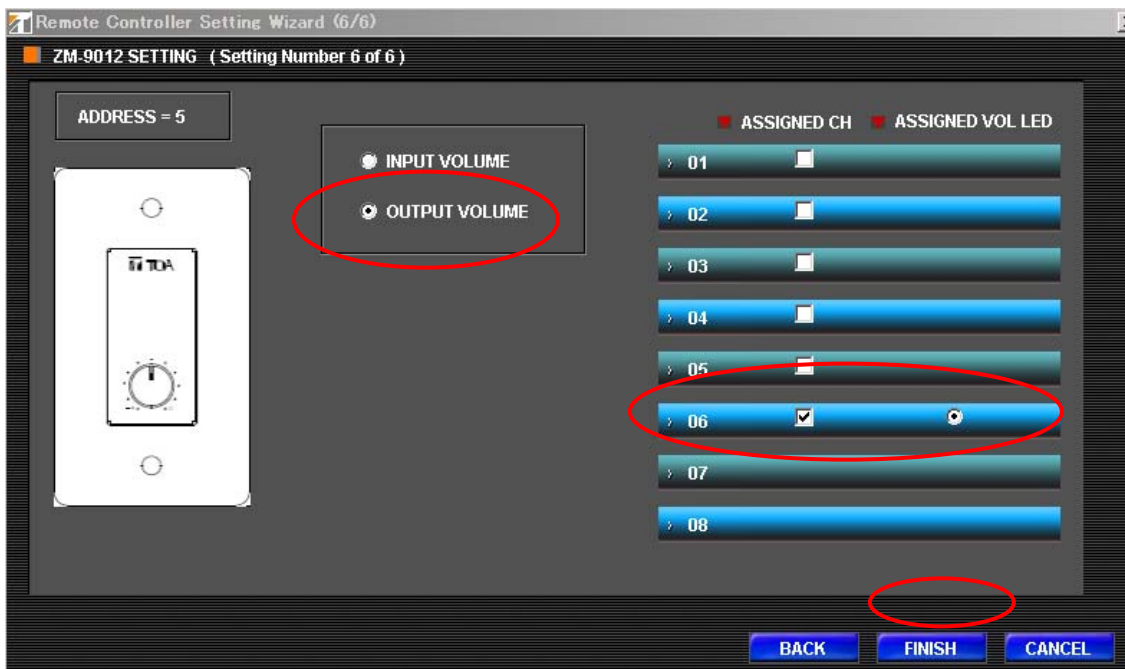 Remote Controller Setting Wizard (6/6)
ZM-9012 SETTING ( Setting Number 6 of 6 )
ADDRESS = 5
TOA
INPUT VOLUME
OUTPUT VOLUME
ASSIGNED CH ASSIGNED VOL LED
01
02
03
04
05
06
07
08
BACK FINISH CANCEL